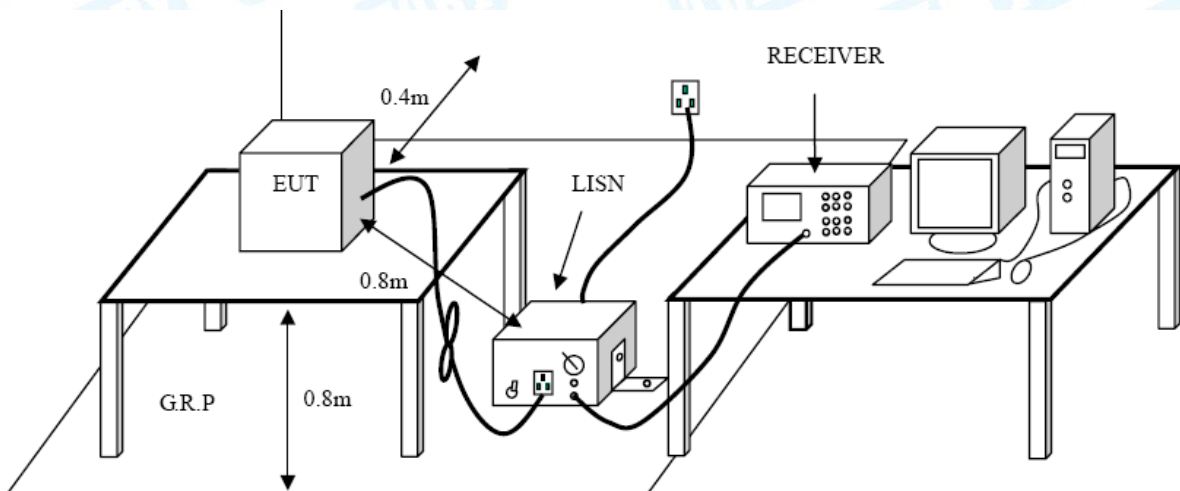 RECEIVER
0.4m
EUT
LISN
0.8m
G.R.P
0.8m